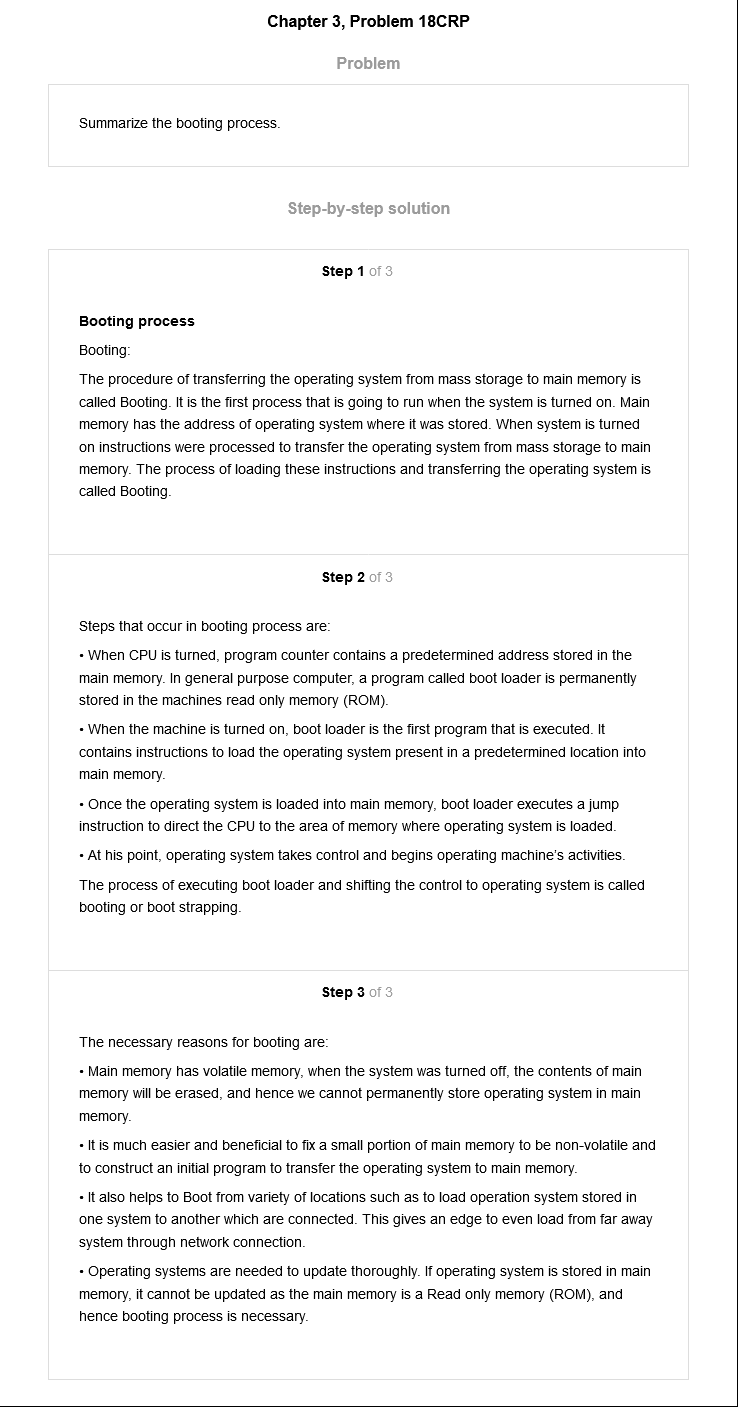 Chapter 3, Problem 18CRP
Problem
Summarize the booting process.
Step-by-step solution
Step 1 of 3
Booting process
Booting:
The procedure of transferring the operating system from mass storage to main memory is
called Booting. It is the first process that is going to run when the system is turned on. Main
memory has the address of operating system where it was stored. When system is turned
on instructions were processed to transfer the operating system from mass storage to main
memory. The process of loading these instructions and transferring the operating system is
called Booting.
Step 2 of 3
Steps that occur in booting process are:
• When CPU is turned, program counter contains a predetermined address stored in the
main memory. In general purpose computer, a program called boot loader is permanently
stored in the machines read only memory (ROM).
• When the machine is turned on, boot loader is the first program that is executed. It
contains instructions to load the operating system present in a predetermined location into
main memory.
• Once the operating system is loaded into main memory, boot loader executes a jump
instruction to direct the CPU to the area of memory where operating system is loaded.
• At his point, operating system takes control and begins operating machine's activities.
The process of executing boot loader and shifting the control to operating system is called
booting or boot strapping.
Step 3 of 3
The necessary reasons for booting are:
• Main memory has volatile memory, when the system was turned off, the contents of main
memory will be erased, and hence we cannot permanently store operating system in main
memory.
• It is much easier and beneficial to fix a small portion of main memory to be non-volatile and
to construct an initial program to transfer the operating system to main memory.
• It also helps to Boot from variety of locations such as to load operation system stored in
one system to another which are connected. This gives an edge to even load from far away
system through network connection.
• Operating systems are needed to update thoroughly. If operating system is stored in main
memory, it cannot be updated as the main memory is a Read only memory (ROM), and
hence booting process is necessary.